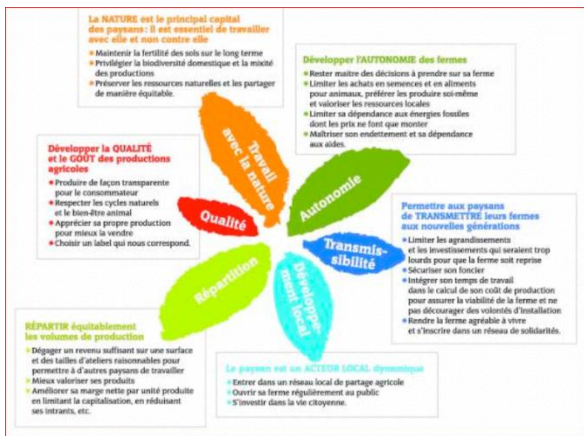 La NATURE est le principal capital
des paysans : il est essentiel de travailler
avec elle et non contre elle
Maintenir la fertilité des sols sur le long terme
Privilégier la biodiversité domestique et la mixité
des productions
Préserver les ressources naturelles et les partager
de manière équitable.
Développer l'AUTONOMIE des fermes
Rester maître des décisions à prendre sur sa ferme
Limiter les achats en semences et en aliments
pour animaux, préférer les produire soi-même
et valoriser les ressources locales
Limiter sa dépendance aux énergies fossiles
dont les prix ne font que monter
Maîtriser son endettement et sa dépendance
aux aides.
Développer la QUALITÉ
et le GOÛT des productions
agricoles
Produire de façon transparente
pour le consommateur
Respecter les cycles naturels
et le bien-être animal
Apprécier sa propre production
pour mieux la vendre
Choisir un label qui nous correspond.
Travail
avec la nature
Autonomie
Qualité
Transmis-
sibilité
Répartition
Développe-
ment local
Permettre aux paysans
de TRANSMETTRE leurs fermes
aux nouvelles générations
Limiter les agrandissements
et les investissements qui seraient trop
lourds pour que la ferme soit reprise
Sécuriser son foncier
Intégrer son temps de travail
dans le calcul de son coût de production
pour assurer la viabilité de la ferme et ne
pas décourager des volontés d'installation
Rendre la ferme agréable à vivre
et s'inscrire dans un réseau de solidarités.
RÉPARTIR équitablement
les volumes de production
Dégager un revenu suffisant sur une surface
et des tailles d'ateliers raisonnables pour
permettre à d'autres paysans de travailler
Mieux valoriser ses produits
Améliorer sa marge nette par unité produite
en limitant la capitalisation, en réduisant
ses intrants, etc.
Le paysan est un ACTEUR LOCAL dynamique
Entrer dans un réseau local de partage agricole
Ouvrir sa ferme régulièrement au public
S'investir dans la vie citoyenne.